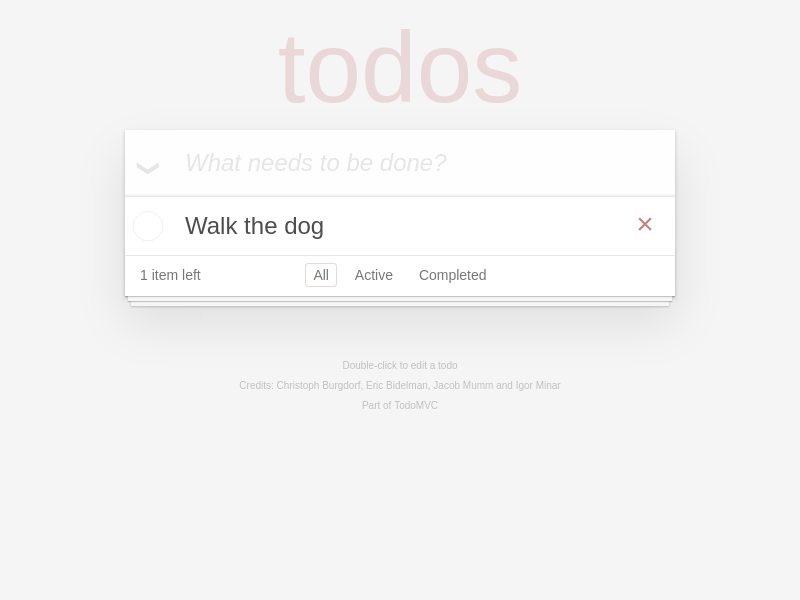 todos
What needs to be done?
Walk the dog
1 item left All Active Completed
Double-click to edit a todo
Credits: Christoph Burgdorf, Eric Bidelman, Jacob Mumm and Igor Minar
Part of TodoMVC